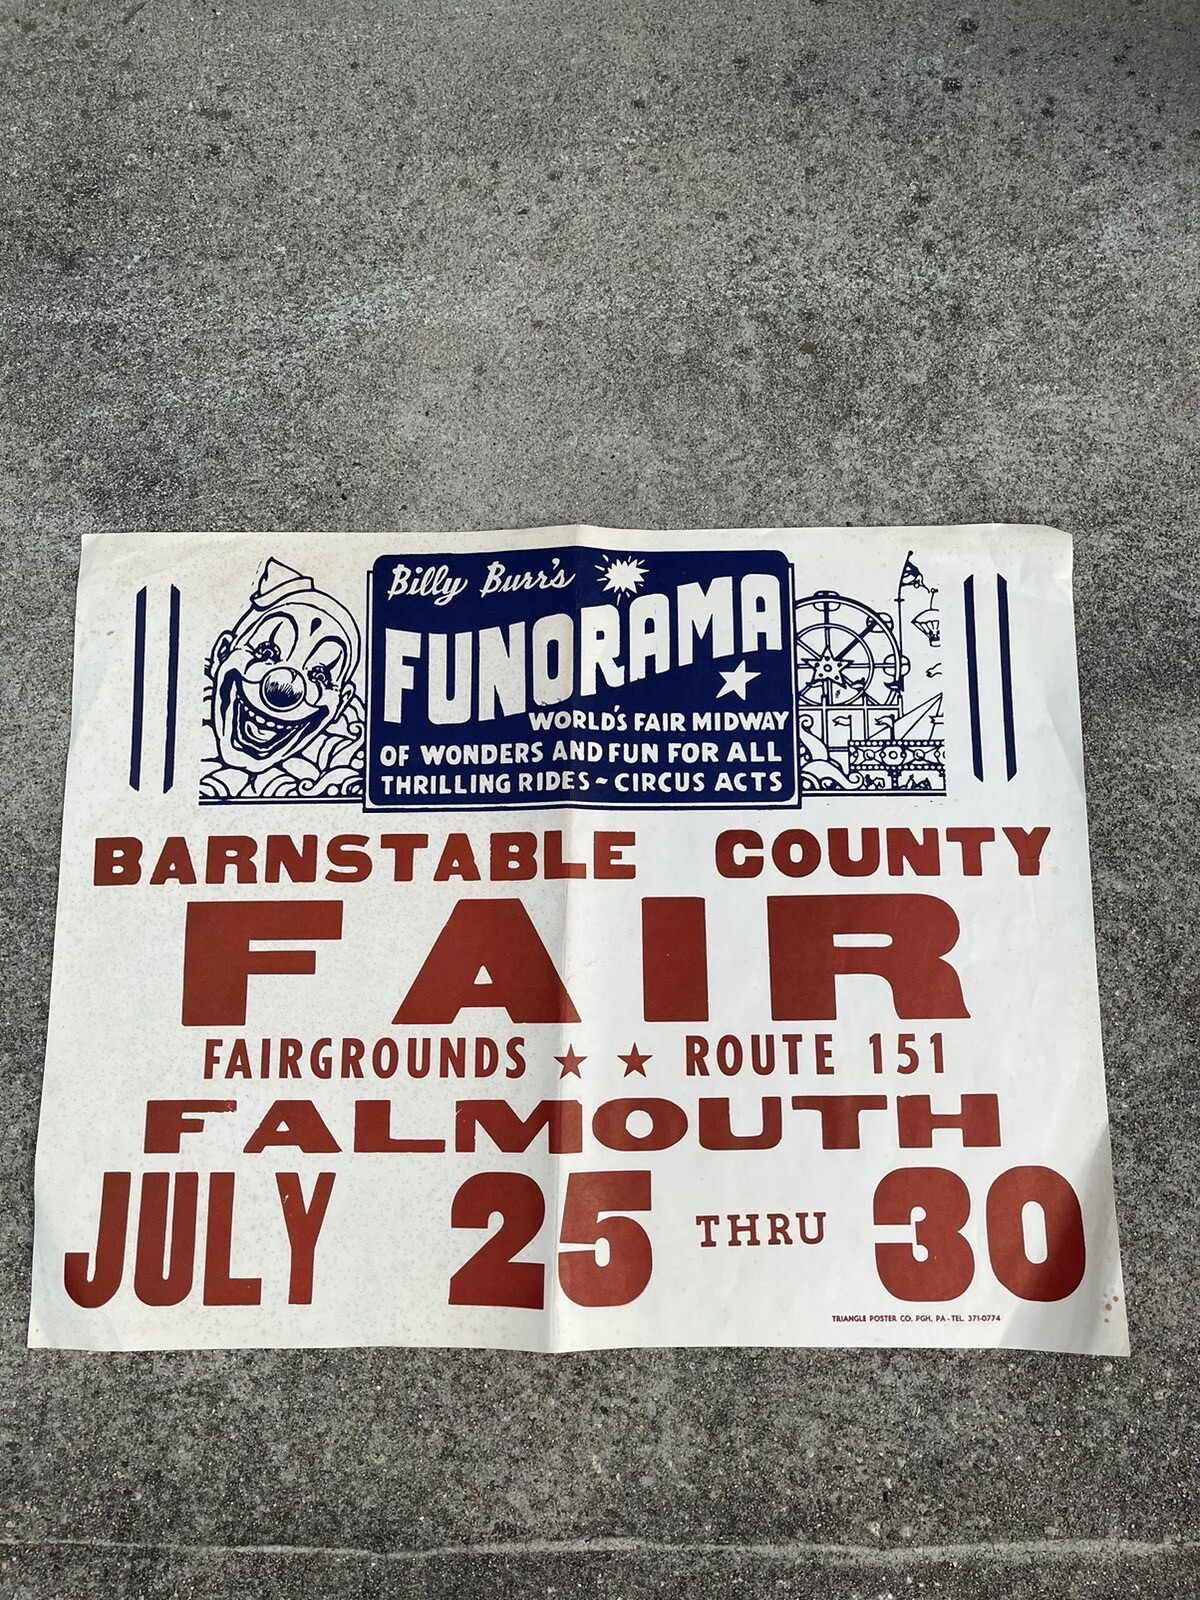 Billy Burr's
FUNORAMA
WORLD'S FAIR MIDWAY
OF WONDERS AND FUN FOR ALL
THRILLING RIDES ~ CIRCUS ACTS
BARNSTABLE COUNTY
FAIR
FAIRGROUNDS ★ ★ ROUTE 151
FALMOUTH
JULY 25 THRU 30
TRIANGLE POSTER CO. PGH, PA - TEL. 371-0774